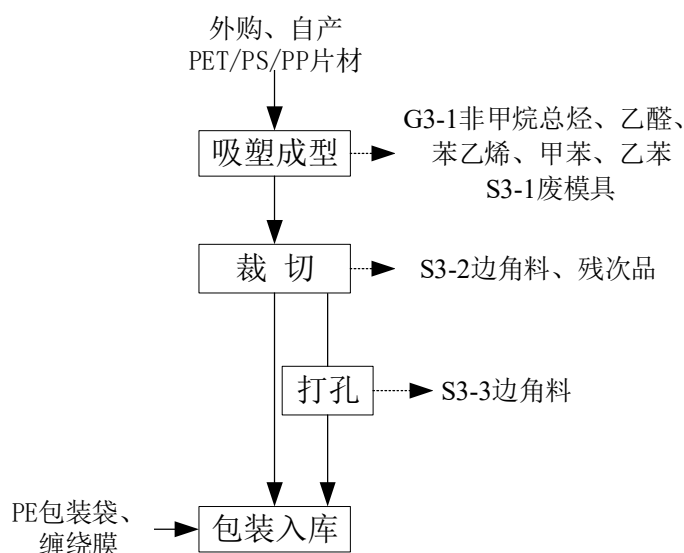 外购、自产
PET/PS/PP片材
吸塑成型
G3-1非甲烷总烃、乙醛、
苯乙烯、甲苯、乙苯
S3-1废模具
裁 切
S3-2边角料、残次品
打孔
S3-3边角料
PE包装袋、
缠绕膜
包装入库